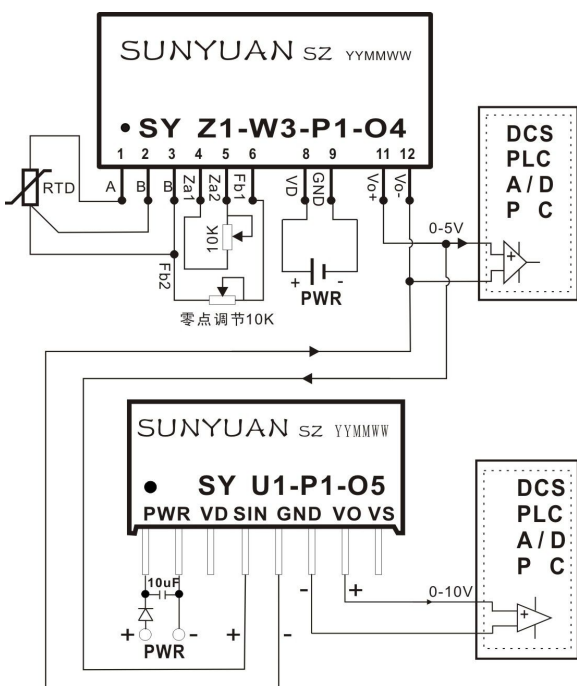 SUNYUAN SZ YYMMWW
• SY Z1-W3-P1-O4
1 2 3 4 5 6 8 9 11 12
A B B Za1 Za2 Fb1 VD GND Vo+ Vo-
RTD
10K
Fb2
零点调节10K
+ -
PWR
0-5V
DCS
PLC
A/D
P C
+
SUNYUAN SZ YYMMWW
• SY U1-P1-O5
PWR VD SIN GND VO VS
10uF
+ -
PWR
+ -
- +
0-10V
DCS
PLC
A/D
P C
+